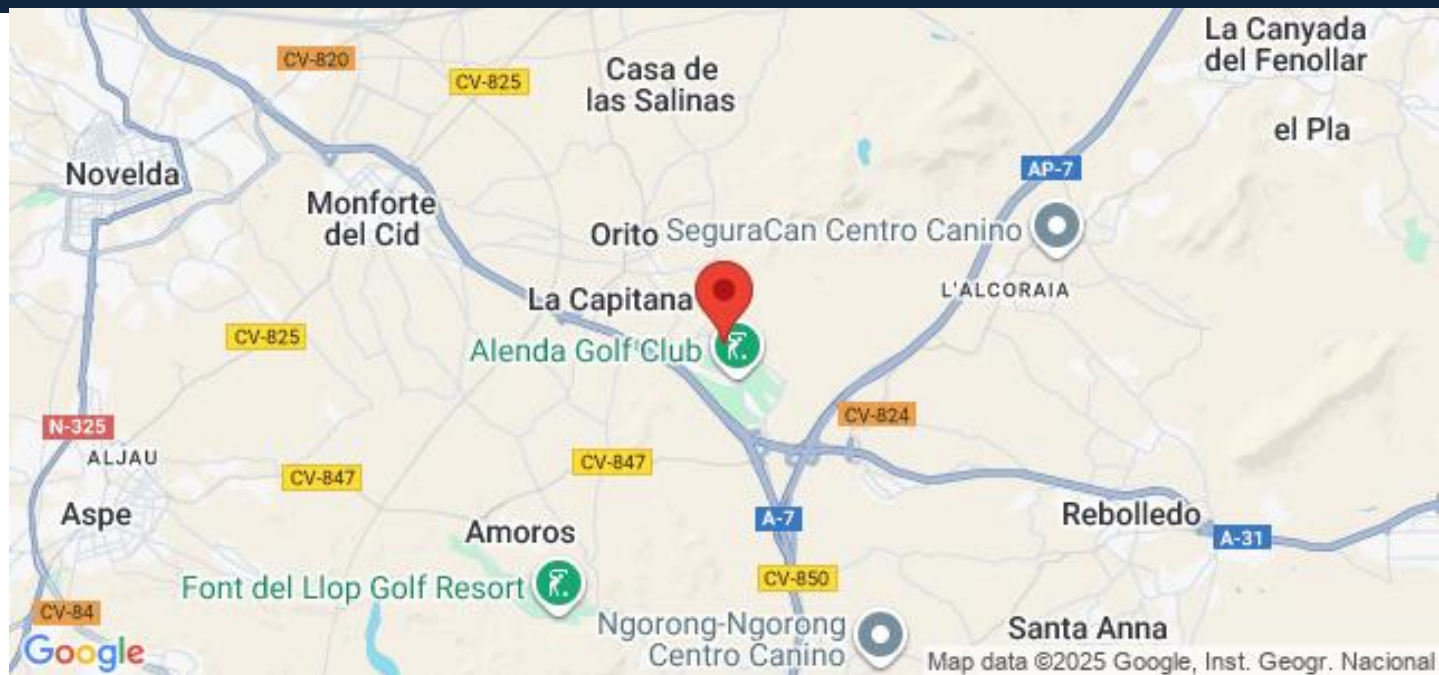 La Canyada
del Fenollar
CV-820
CV-825
Casa de
las Salinas
el Pla
Novelda
AP-7
Monforte
del Cid
Orito
SeguraCan Centro Canino
La Capitana
L'ALCORAIA
CV-825
Alenda Golf Club
N-325
CV-824
ALJAU
CV-847
CV-847
Aspe
Amoros
A-7
Rebolledo
A-31
Font del Llop Golf Resort
CV-850
CV-84
Ngorong-Ngorong
Centro Canino
Santa Anna
Google
Map data ©2025 Google, Inst. Geogr. Nacional